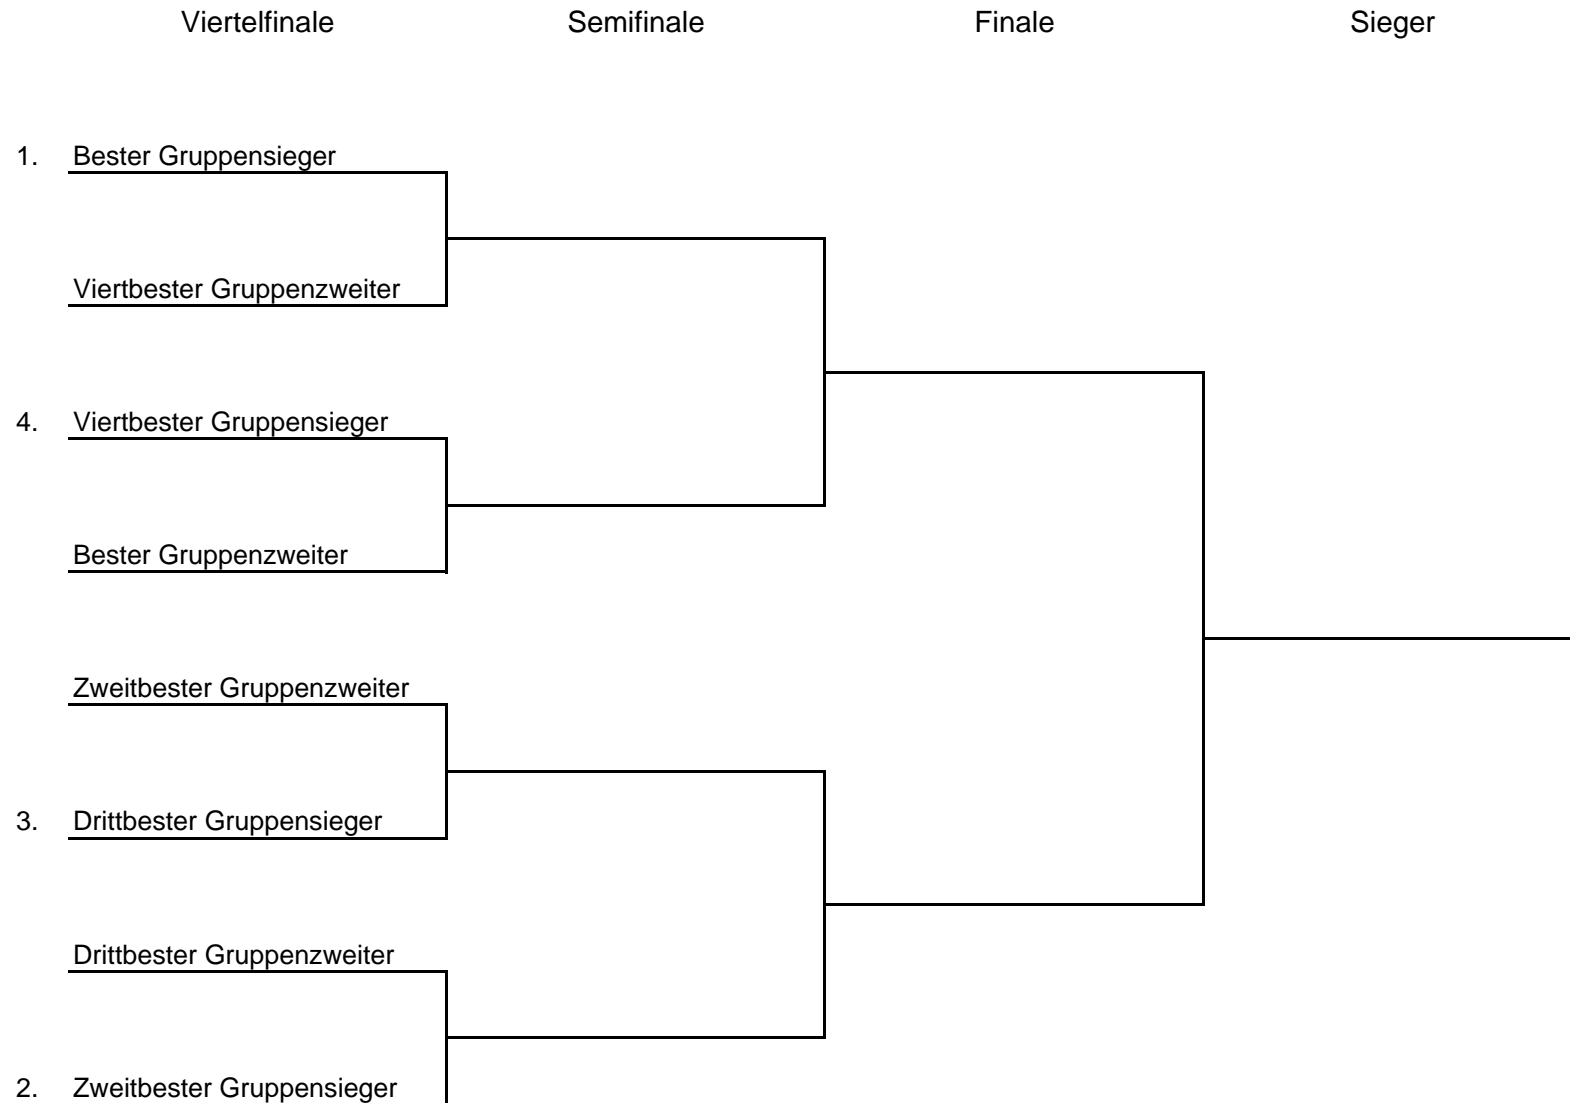 Viertelfinale Semifinale Finale Sieger
1. Bester Gruppensieger
Viertbester Gruppenzweiter
4. Viertbester Gruppensieger
Bester Gruppenzweiter
Zweitbester Gruppenzweiter
3. Drittbester Gruppensieger
Drittbester Gruppenzweiter
2. Zweitbester Gruppensieger